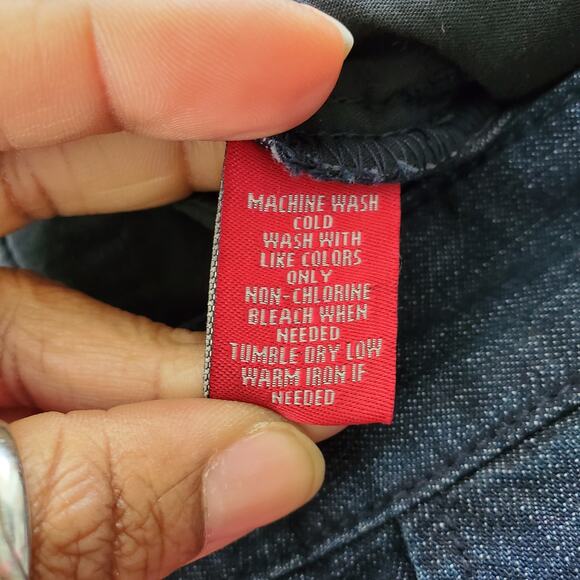 MACHINE WASH
COLD
WASH WITH
LIKE COLORS
ONLY
NON-CHLORINE
BLEACH WHEN
NEEDED
TUMBLE DRY LOW
WARM IRON IF
NEEDED